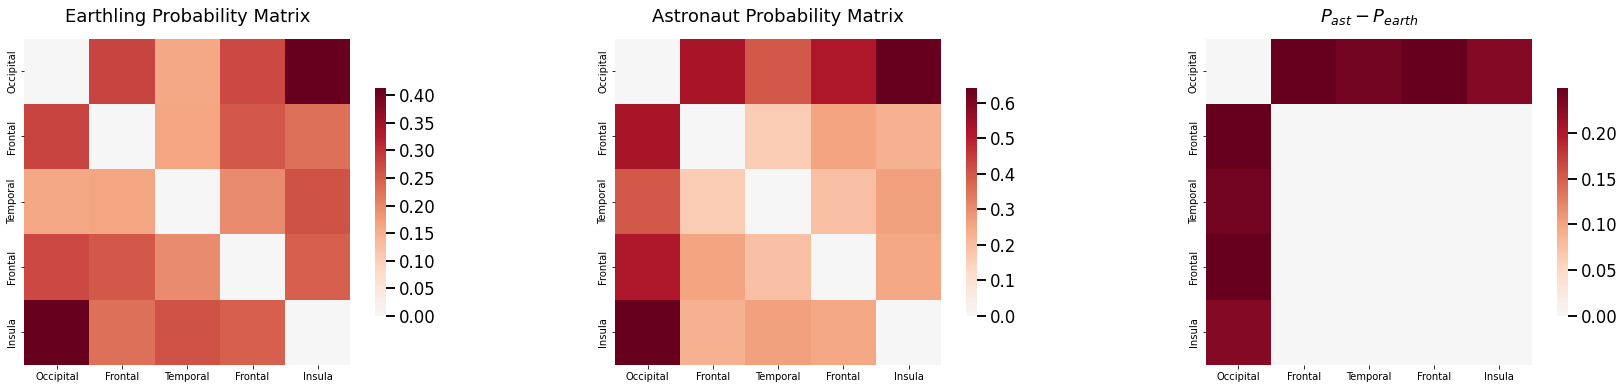 Earthling Probability Matrix
Occipital
Frontal
Temporal
Frontal
Insula
Occipital Frontal Temporal Frontal Insula
0.40
0.35
0.30
0.25
0.20
0.15
0.10
0.05
0.00
Astronaut Probability Matrix
Occipital
Frontal
Temporal
Frontal
Insula
Occipital Frontal Temporal Frontal Insula
0.6
0.5
0.4
0.3
0.2
0.1
0.0
P_ast − P_earth
Occipital
Frontal
Temporal
Frontal
Insula
Occipital Frontal Temporal Frontal Insula
0.20
0.15
0.10
0.05
0.00